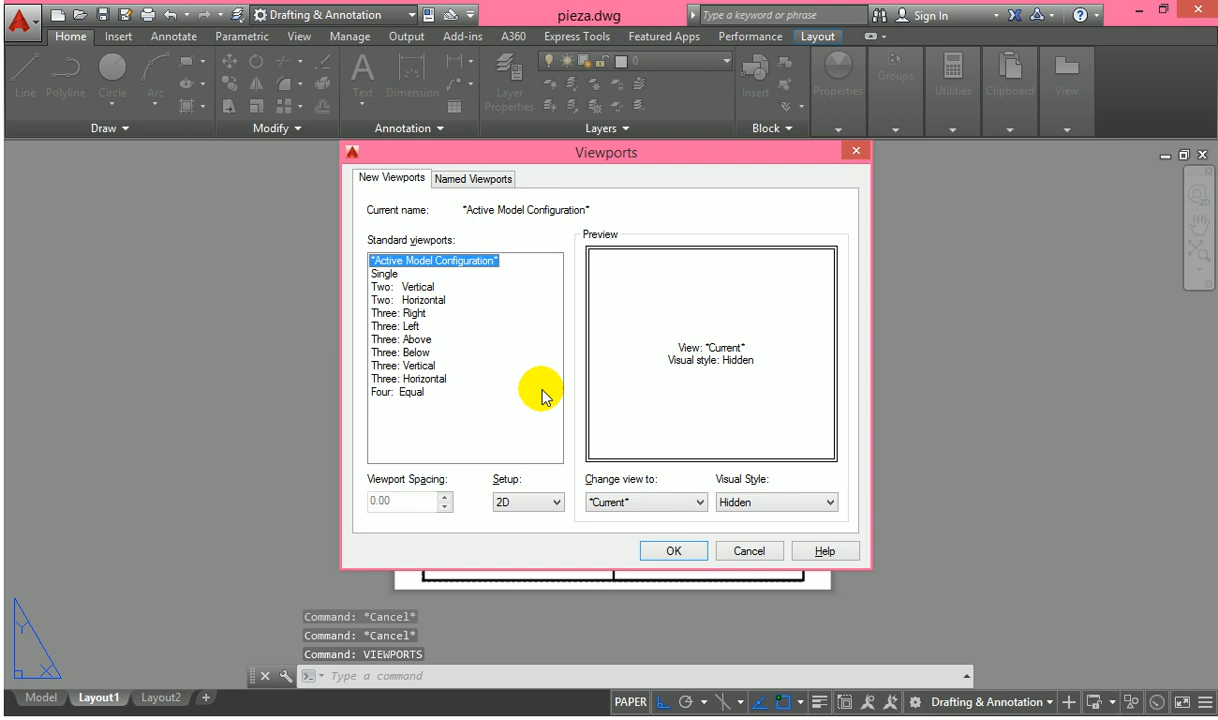 Drafting & Annotation
pieza.dwg
Type a keyword or phrase
Sign In
Home Insert Annotate Parametric View Manage Output Add-ins A360 Express Tools Featured Apps Performance Layout
Line Polyline Circle Arc Text Dimension Layer Properties 0 Insert Properties Groups Utilities Clipboard View
Draw Modify Annotation Layers Block
Viewports
New Viewports Named Viewports
Current name: *Active Model Configuration*
Standard viewports: Preview
*Active Model Configuration*
Single
Two: Vertical
Two: Horizontal
Three: Right
Three: Left
Three: Above
Three: Below
Three: Vertical
Three: Horizontal
Four: Equal
View: *Current*
Visual style: Hidden
Viewport Spacing: Setup: Change view to: Visual Style:
0.00 2D *Current* Hidden
OK Cancel Help
Command: *Cancel*
Command: *Cancel*
Command: VIEWPORTS
Type a command
Y
X
Model Layout1 Layout2 +
PAPER Drafting & Annotation